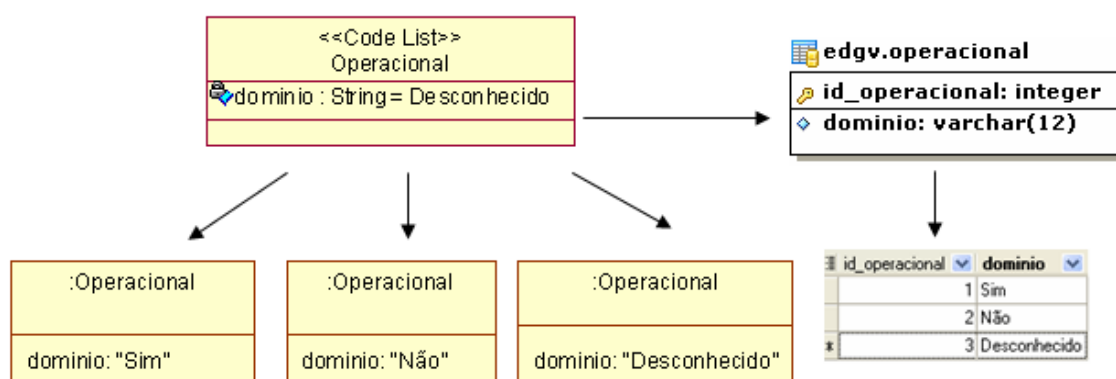 <<Code List>>
Operacional
dominio : String = Desconhecido
edgv.operacional
id_operacional: integer
dominio: varchar(12)
:Operacional
dominio: "Sim"
:Operacional
dominio: "Não"
:Operacional
dominio: "Desconhecido"
id_operacional dominio
1 Sim
2 Não
* 3 Desconhecido